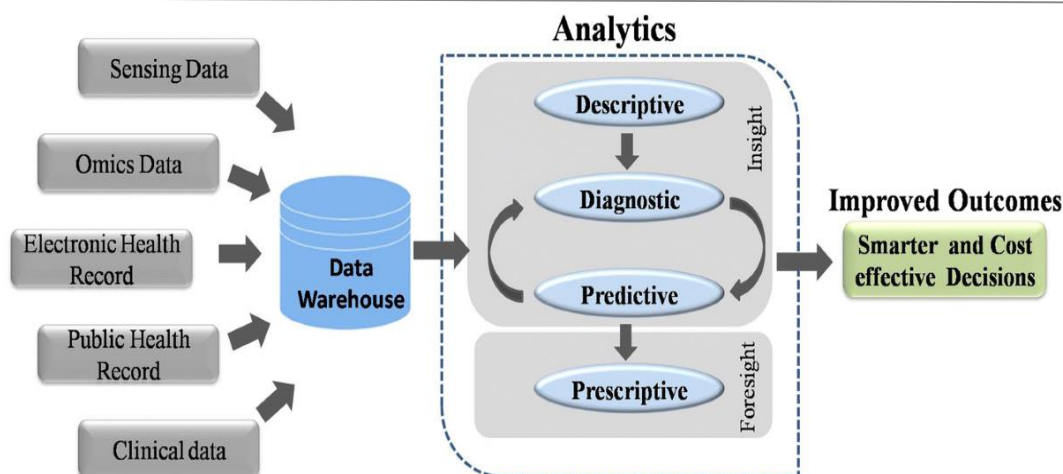 Analytics
Sensing Data
Omics Data
Electronic Health
Record
Public Health
Record
Clinical data
Data
Warehouse
Descriptive
Diagnostic
Predictive
Insight
Prescriptive
Foresight
Improved Outcomes
Smarter and Cost
effective Decisions